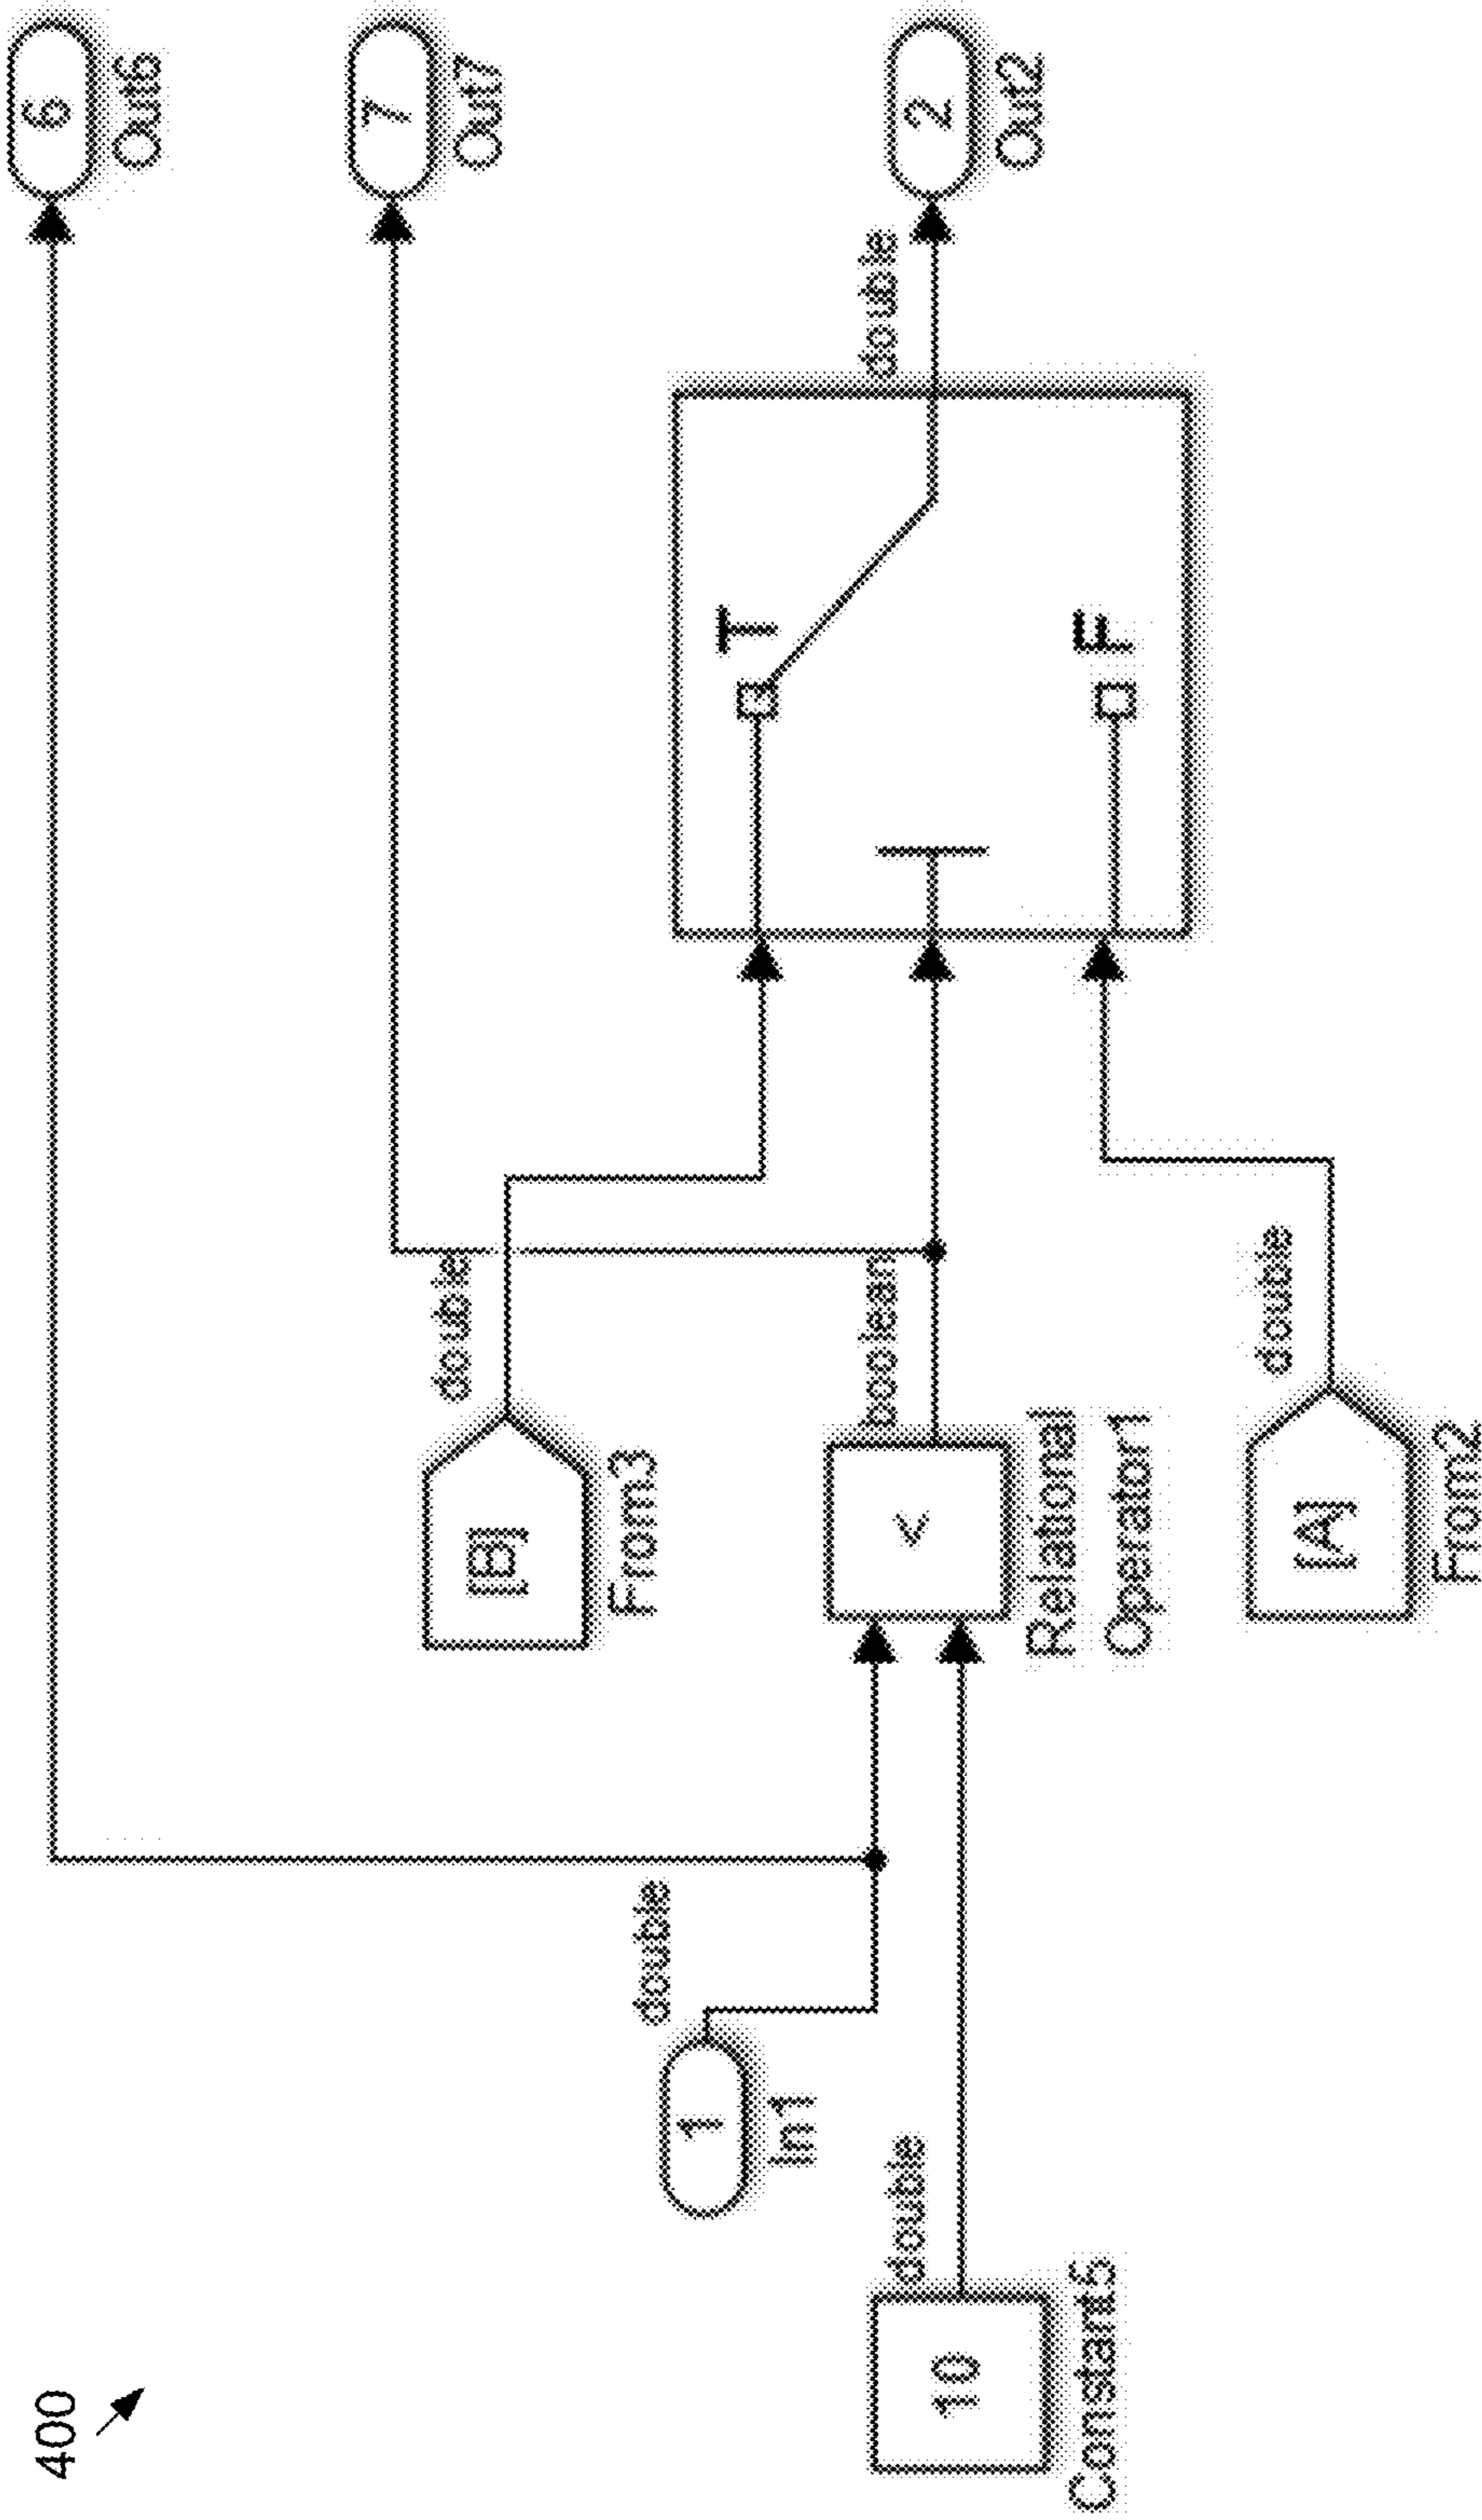 400
6
Out6
7
Out7
double
[B]
From3
double
1
In1
double
T
boolean
double
<
double
10
2
Out2
Relational
Operator1
Constant5
F
double
[A]
From2